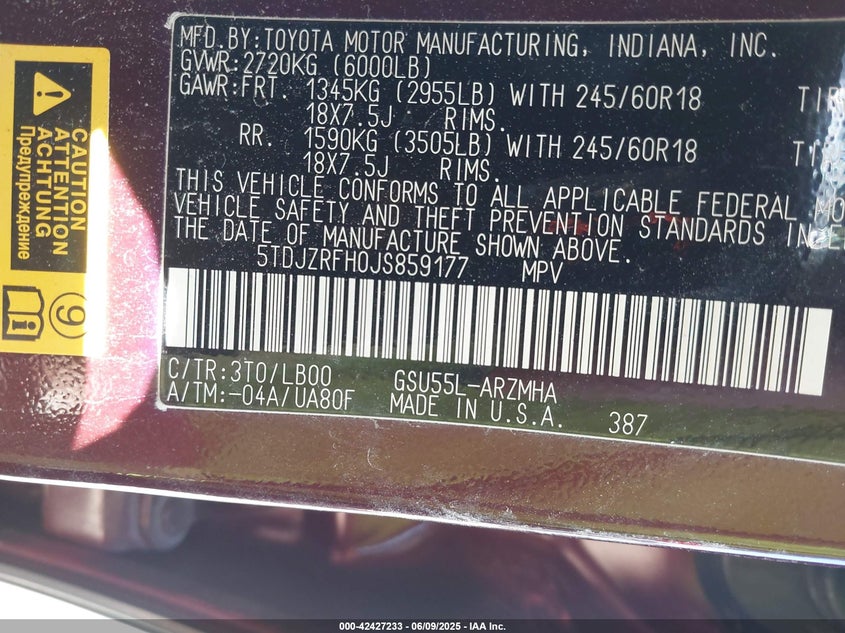 MFD.BY:TOYOTA MOTOR MANUFACTURING, INDIANA, INC.
GVWR:2720KG (6000LB)
GAWR:FRT. 1345KG (2955LB) WITH 245/60R18
18X7.5J RIMS.
RR. 1590KG (3505LB) WITH 245/60R18
18X7.5J RIMS.
THIS VEHICLE CONFORMS TO ALL APPLICABLE FEDERAL
VEHICLE SAFETY AND THEFT PREVENTION STANDARDS IN
THE DATE OF MANUFACTURE SHOWN ABOVE.
5TDJZRFH0JS859177 MPV
C/TR:3T0/LB00 GSU55L-ARZMHA
A/TM:-04A/UA80F MADE IN U.S.A. 387
CAUTION
ATTENTION
ACHTUNG
Предупреждение
9
000-42427233 - 06/09/2025 - IAA Inc.